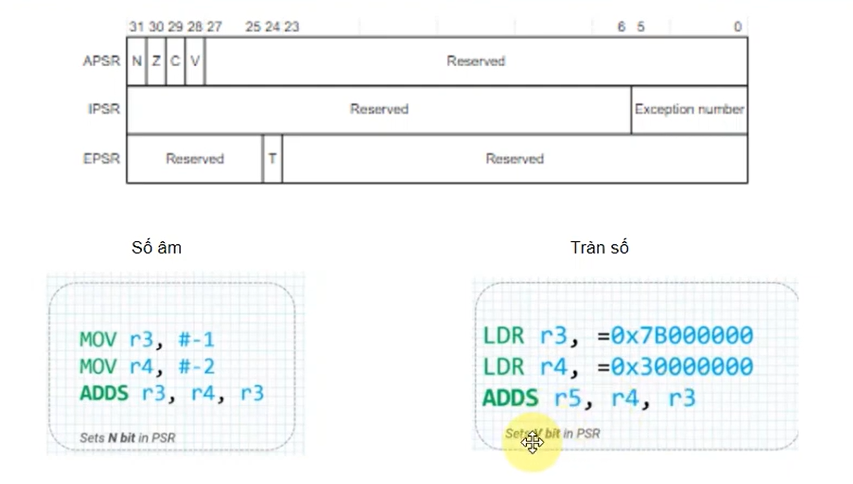 31 30 29 28 27 25 24 23 6 5 0
APSR N Z C V Reserved
IPSR Reserved Exception number
EPSR Reserved T Reserved
Số âm
Tràn số
MOV r3, #-1
MOV r4, #-2
ADDS r3, r4, r3
Sets N bit in PSR
LDR r3, =0x7B000000
LDR r4, =0x30000000
ADDS r5, r4, r3
Sets V bit in PSR